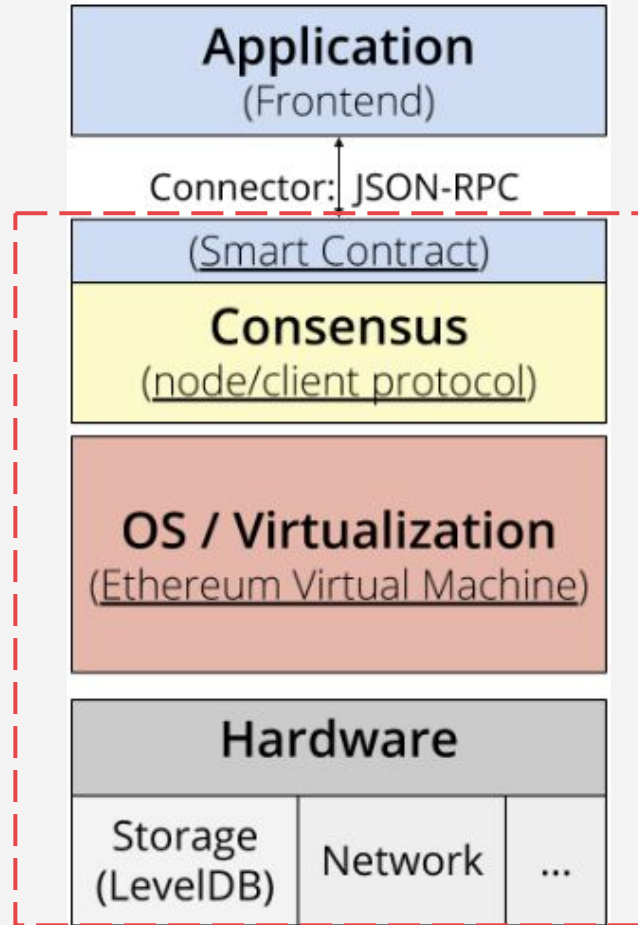 Application
(Frontend)
Connector: JSON-RPC
(Smart Contract)
Consensus
(node/client protocol)
OS / Virtualization
(Ethereum Virtual Machine)
Hardware
Storage
(LevelDB)
Network
...